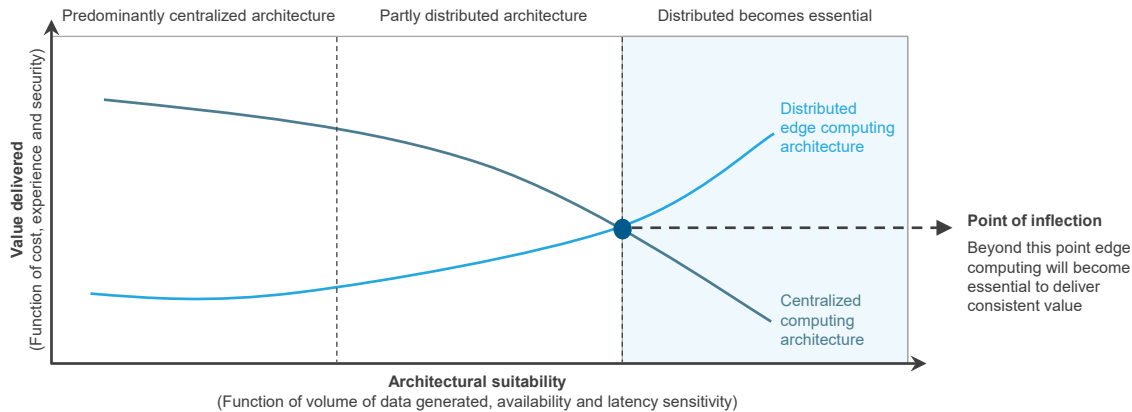 Predominantly centralized architecture
Partly distributed architecture
Distributed becomes essential
Value delivered
(Function of cost, experience and security)
Distributed
edge computing
architecture
Point of inflection
Beyond this point edge
computing will become
essential to deliver
consistent value
Centralized
computing
architecture
Architectural suitability
(Function of volume of data generated, availability and latency sensitivity)